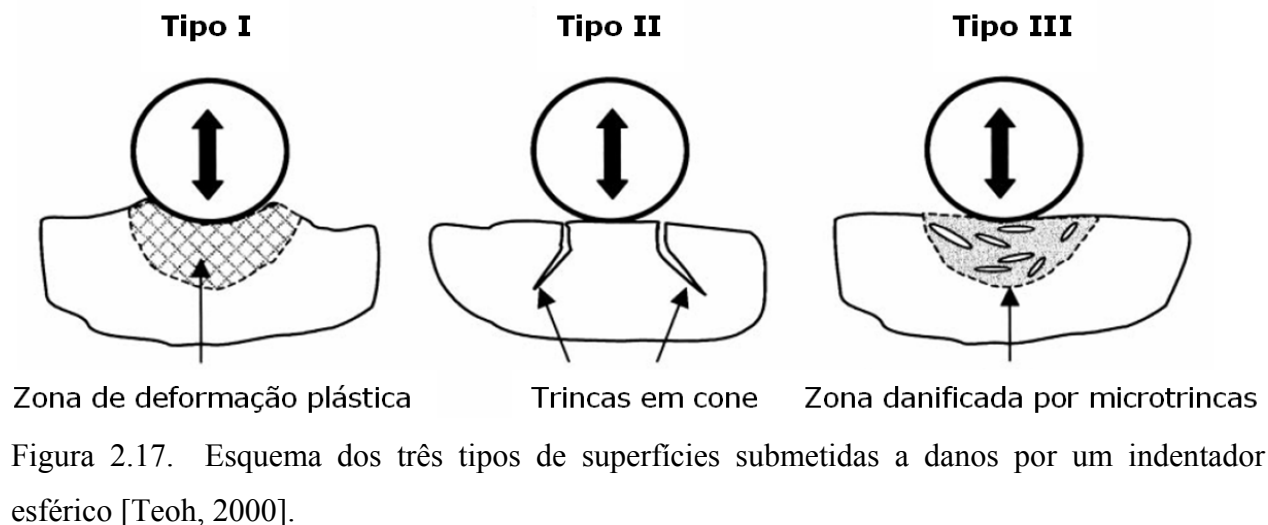 Tipo I
Tipo II
Tipo III
Zona de deformação plástica
Trincas em cone
Zona danificada por microtrincas
Figura 2.17. Esquema dos três tipos de superfícies submetidas a danos por um indentador
esférico [Teoh, 2000].